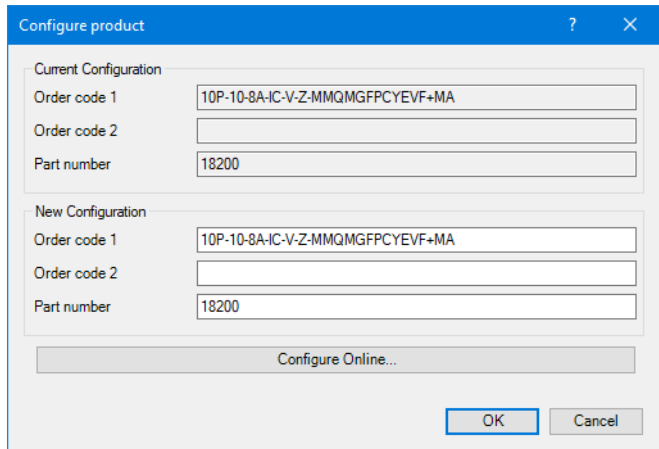 Configure product ?
Current Configuration
Order code 1 10P-10-8A-IC-V-Z-MMQMGFPCYEVF+MA
Order code 2
Part number 18200
New Configuration
Order code 1 10P-10-8A-IC-V-Z-MMQMGFPCYEVF+MA
Order code 2
Part number 18200
Configure Online...
OK Cancel